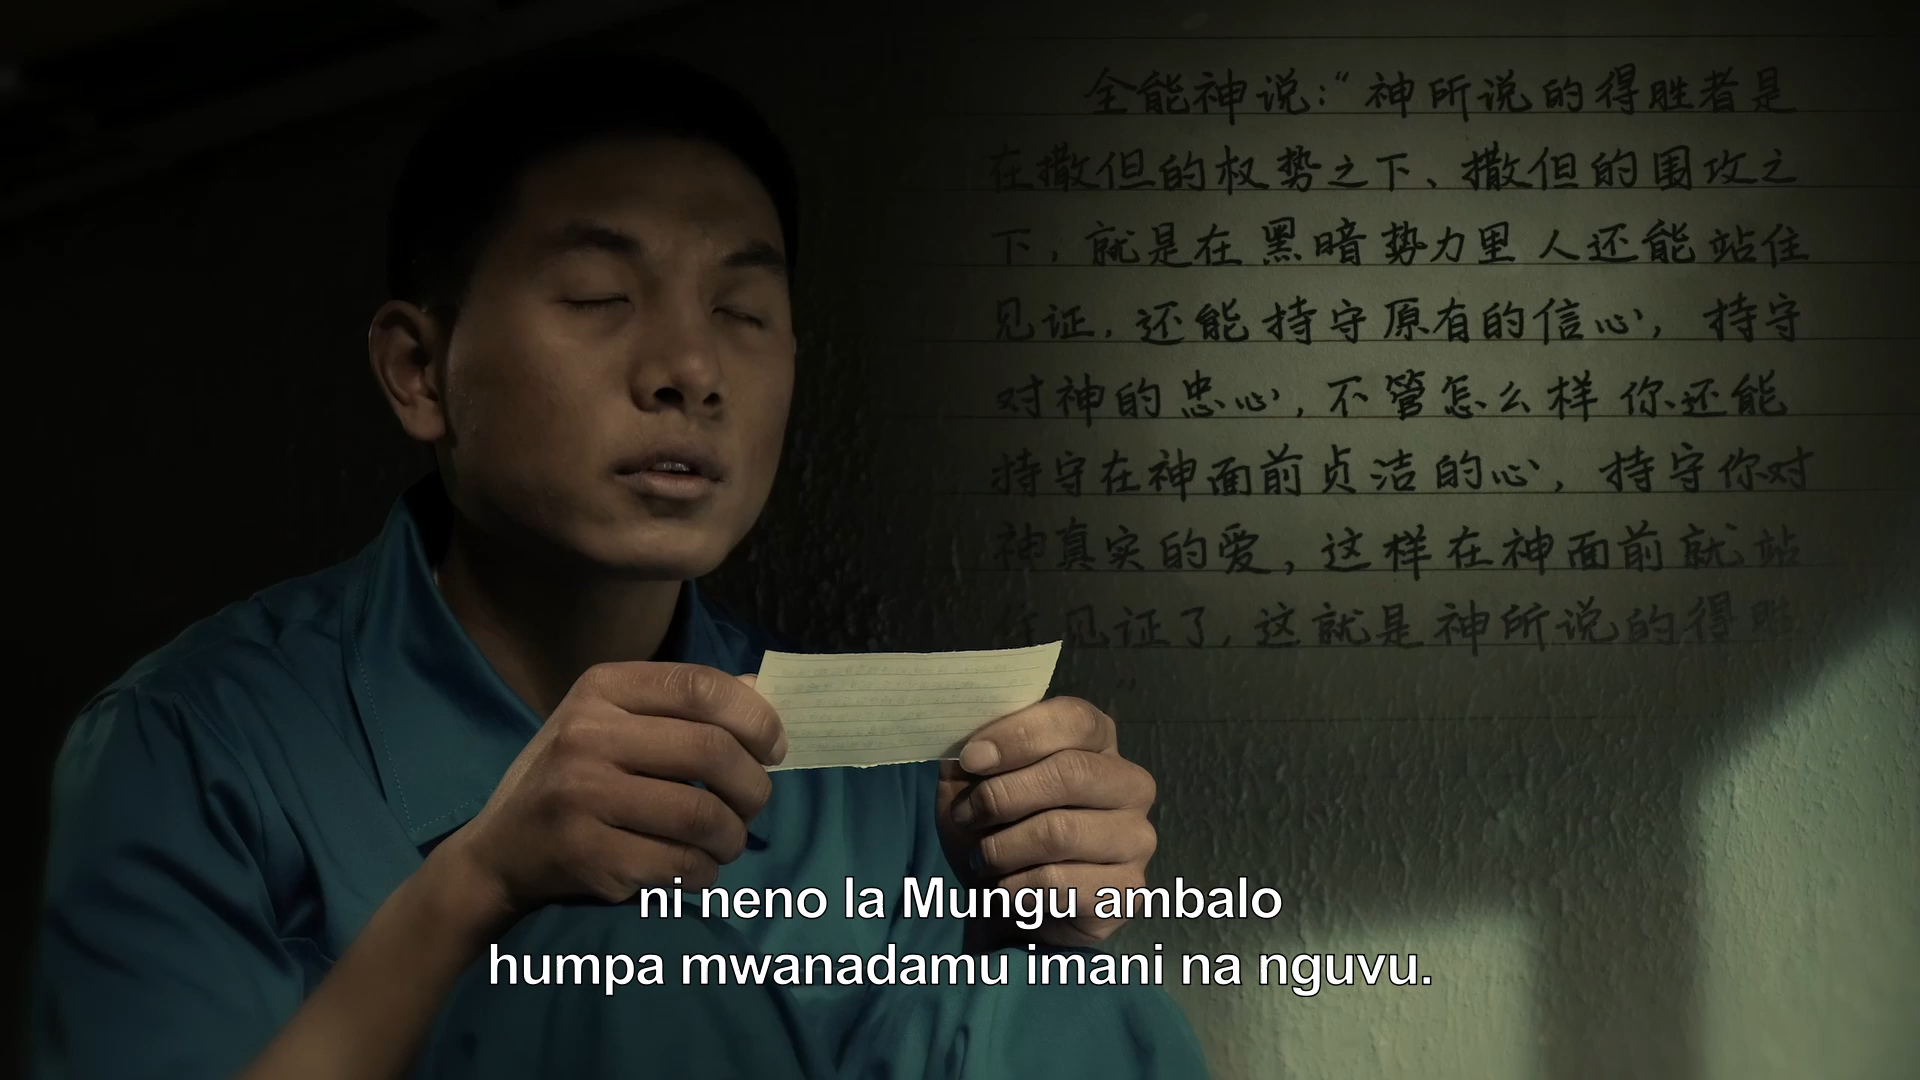 全能神说：“神所说的得胜者是
在撒但的权势之下、撒但的围攻之
下，就是在黑暗势力里人还能站住
见证，还能持守原有的信心，持守
对神的忠心，不管怎么样你还能
持守在神面前贞洁的心，持守你对
神真实的爱，这样在神面前就站
住见证了，这就是神所说的得胜
ni neno la Mungu ambalo
humpa mwanadamu imani na nguvu.